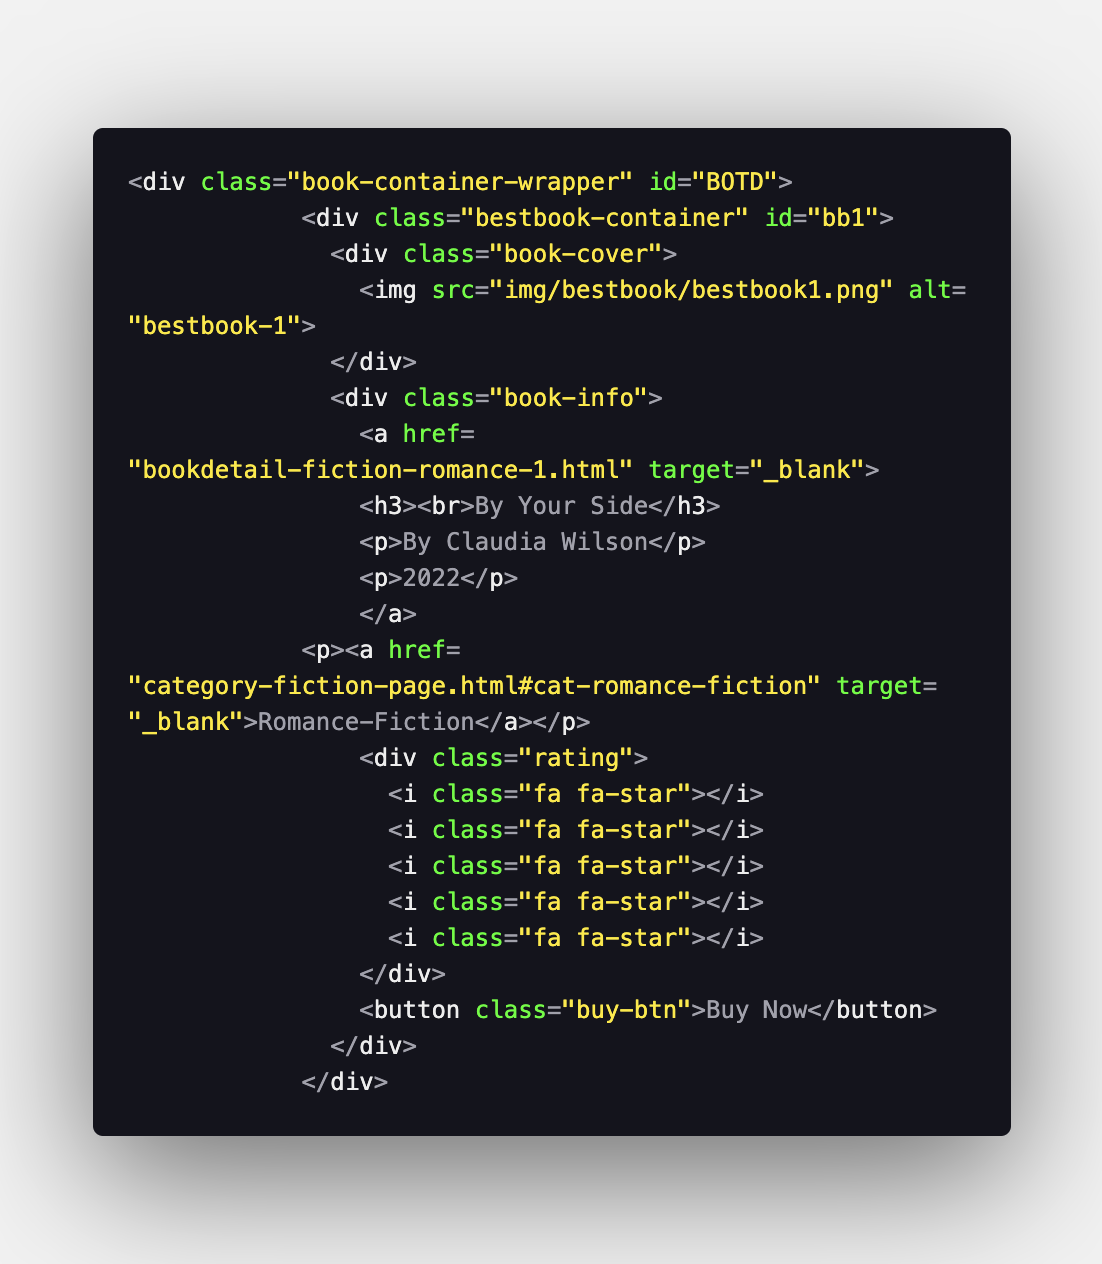 <div class="book-container-wrapper" id="BOTD">
            <div class="bestbook-container" id="bb1">
              <div class="book-cover">
                <img src="img/bestbook/bestbook1.png" alt=
"bestbook-1">
              </div>
              <div class="book-info">
                <a href=
"bookdetail-fiction-romance-1.html" target="_blank">
                <h3><br>By Your Side</h3>
                <p>By Claudia Wilson</p>
                <p>2022</p>
                </a>
            <p><a href=
"category-fiction-page.html#cat-romance-fiction" target=
"_blank">Romance-Fiction</a></p>
                <div class="rating">
                  <i class="fa fa-star"></i>
                  <i class="fa fa-star"></i>
                  <i class="fa fa-star"></i>
                  <i class="fa fa-star"></i>
                  <i class="fa fa-star"></i>
                </div>
                <button class="buy-btn">Buy Now</button>
              </div>
            </div>